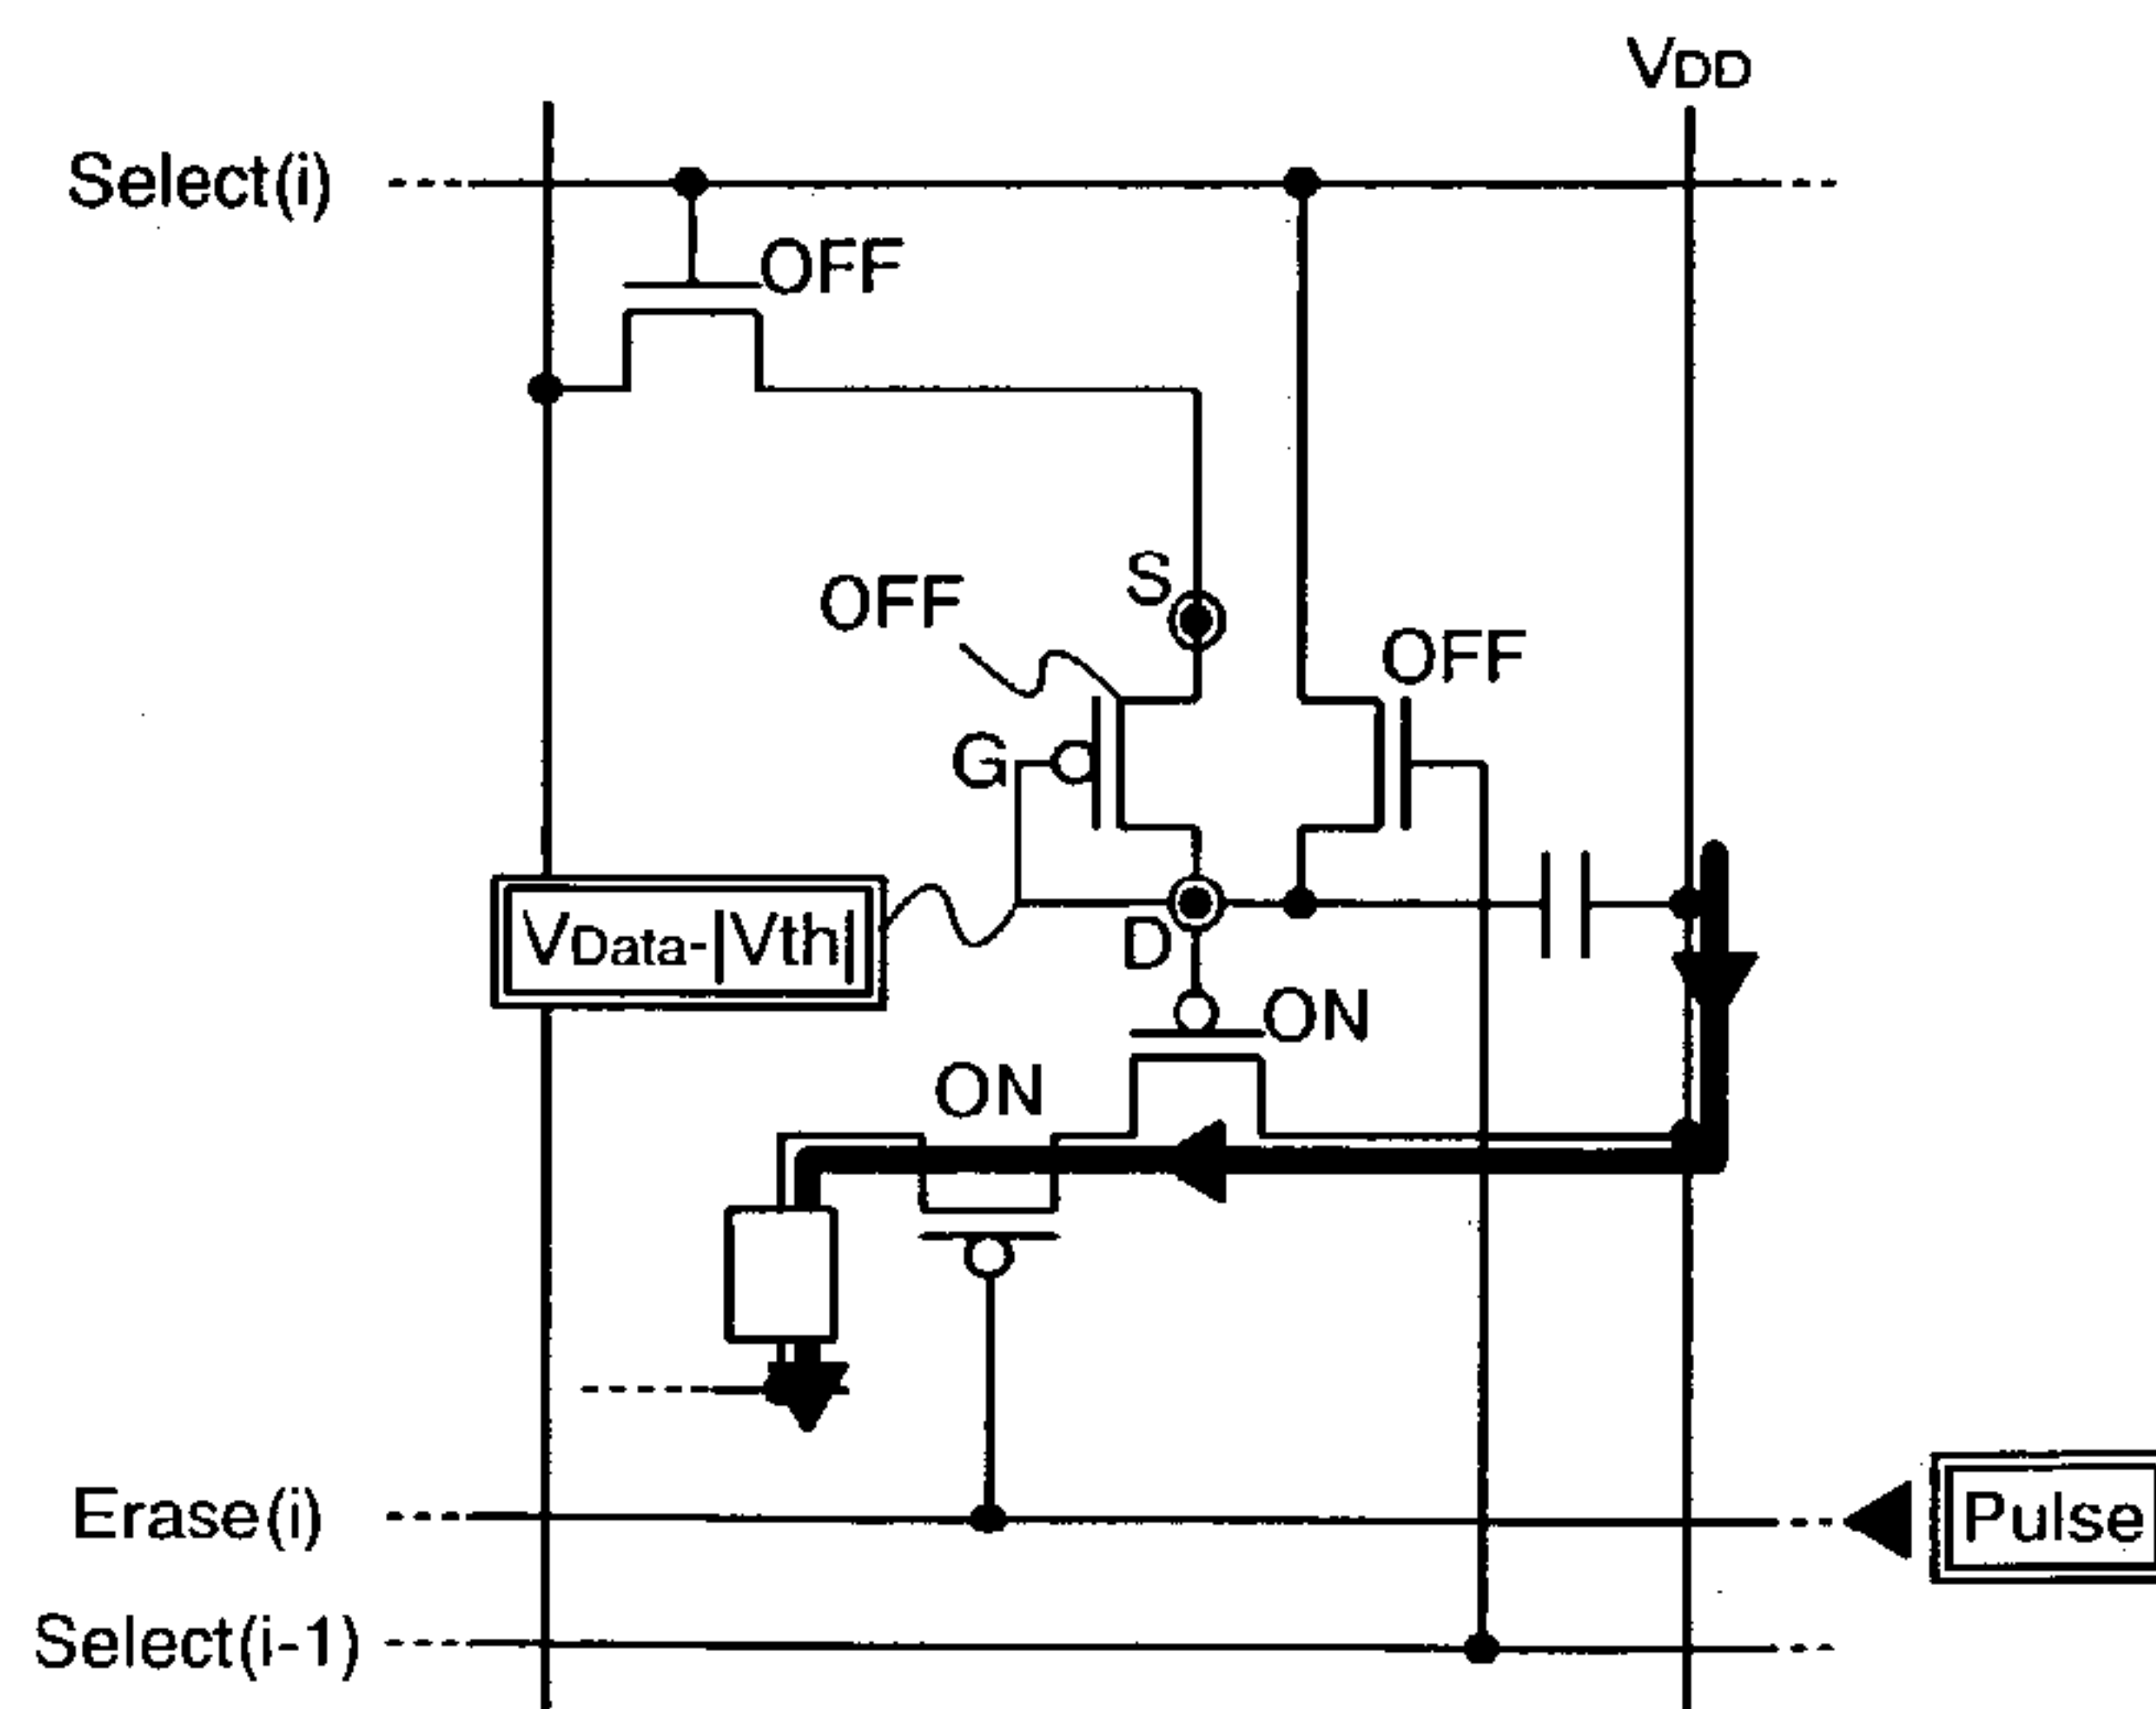 VDD
Select(i)
OFF
S
OFF
OFF
G
VData-|Vth|
D
ON
ON
Erase(i)
Pulse
Select(i-1)